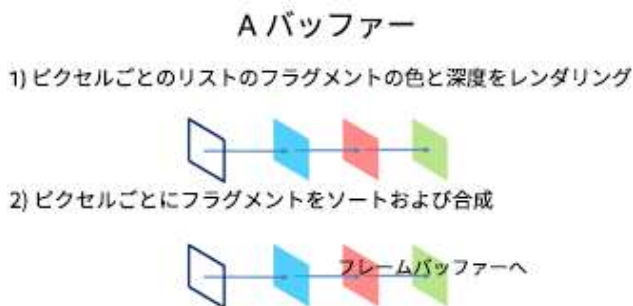 A バッファー
1) ピクセルごとのリストのフラグメントの色と深度をレンダリング
2) ピクセルごとにフラグメントをソートおよび合成
フレームバッファーへ